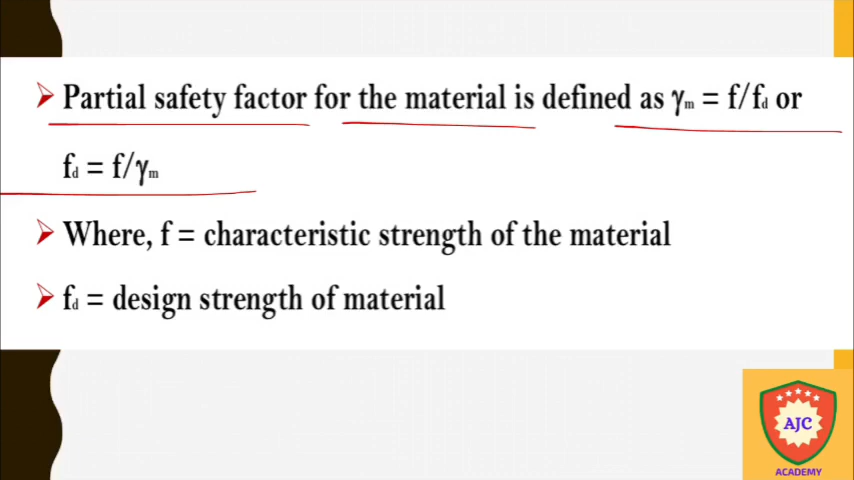 Partial safety factor for the material is defined as γm = f/fd or
fd = f/γm
Where, f = characteristic strength of the material
fd = design strength of material
AJC
ACADEMY